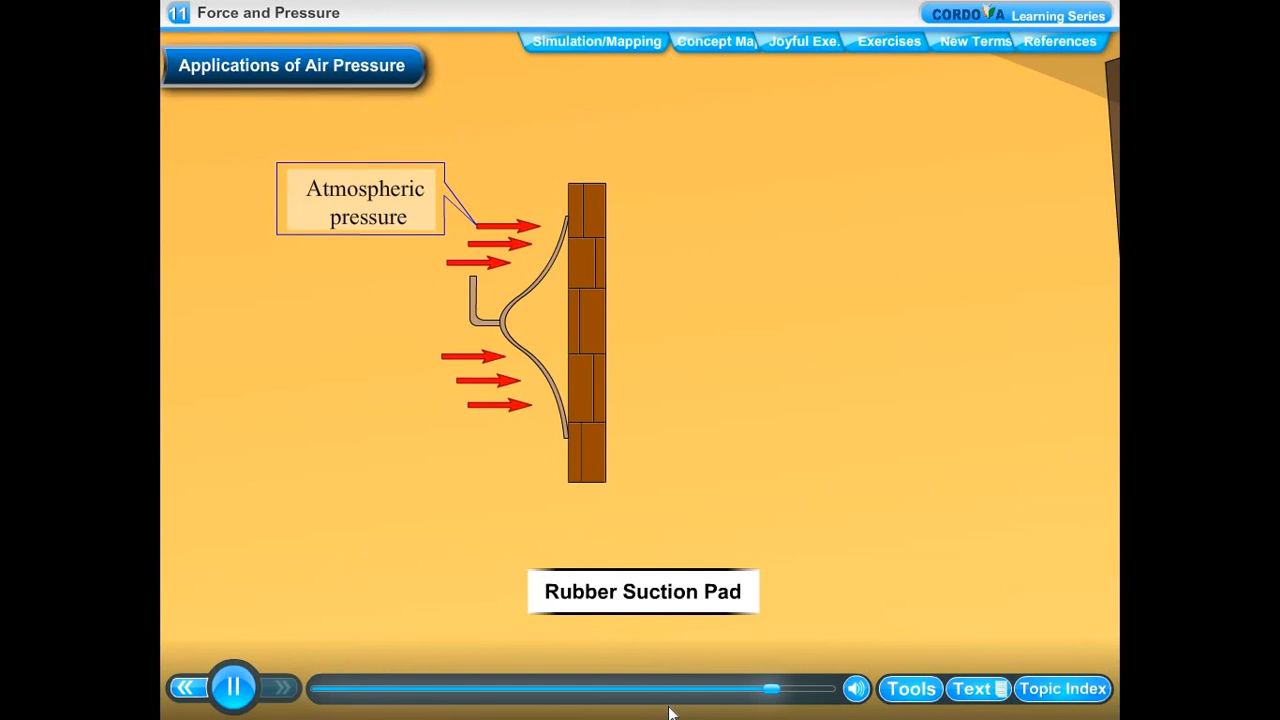 11 Force and Pressure
CORDOVA Learning Series
Simulation/Mapping Concept Ma Joyful Exe. Exercises New Terms References
Applications of Air Pressure
Atmospheric
pressure
Rubber Suction Pad
Tools Text Topic Index